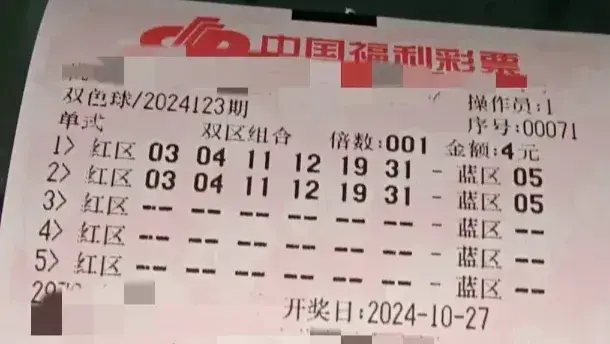 中国福利彩票
操作员:1
双色球/2024123期
序号:00071
单式 双区组合 倍数:001 金额:4元
1> 红区 03 04 11 12 19 31 - 蓝区 05
2> 红区 03 04 11 12 19 31 - 蓝区 05
3> 红区 -- -- -- -- -- -- - 蓝区 --
4> 红区 -- -- -- -- -- -- - 蓝区 --
5> 红区 -- -- -- -- -- -- - 蓝区 --
开奖日:2024-10-27